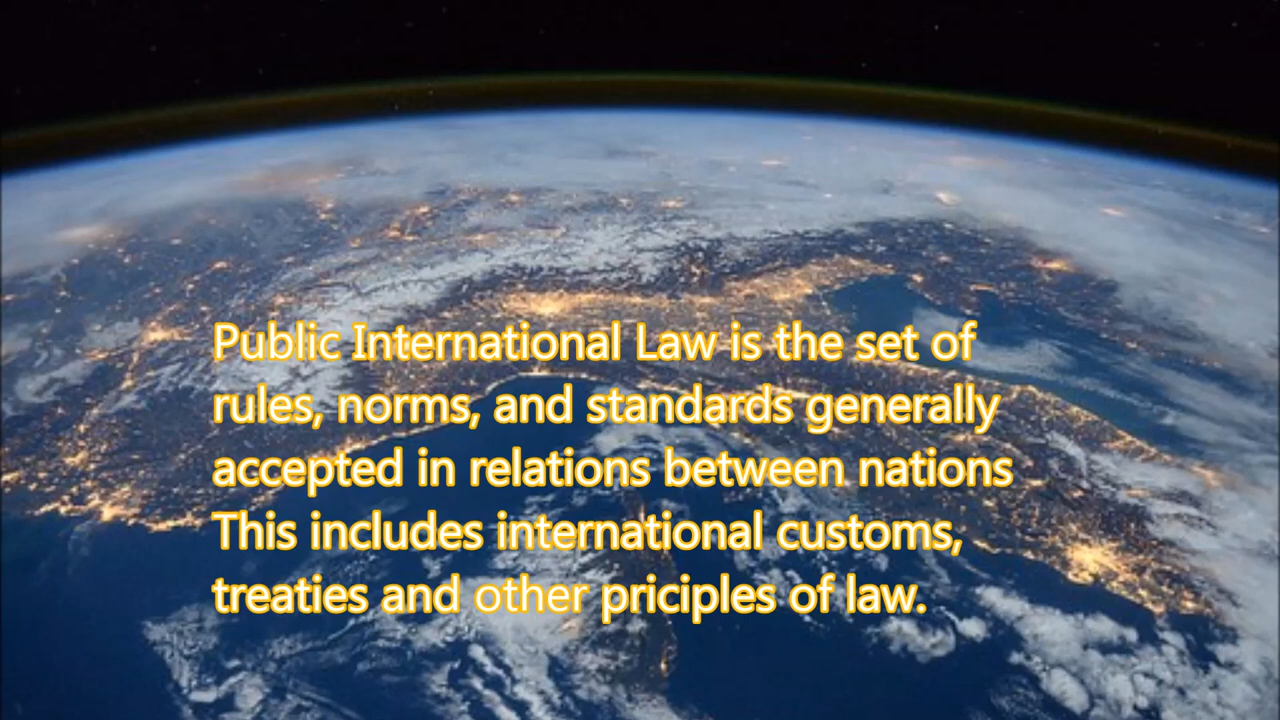 Public International Law is the set of
rules, norms, and standards generally
accepted in relations between nations
This includes international customs,
treaties and other priciples of law.